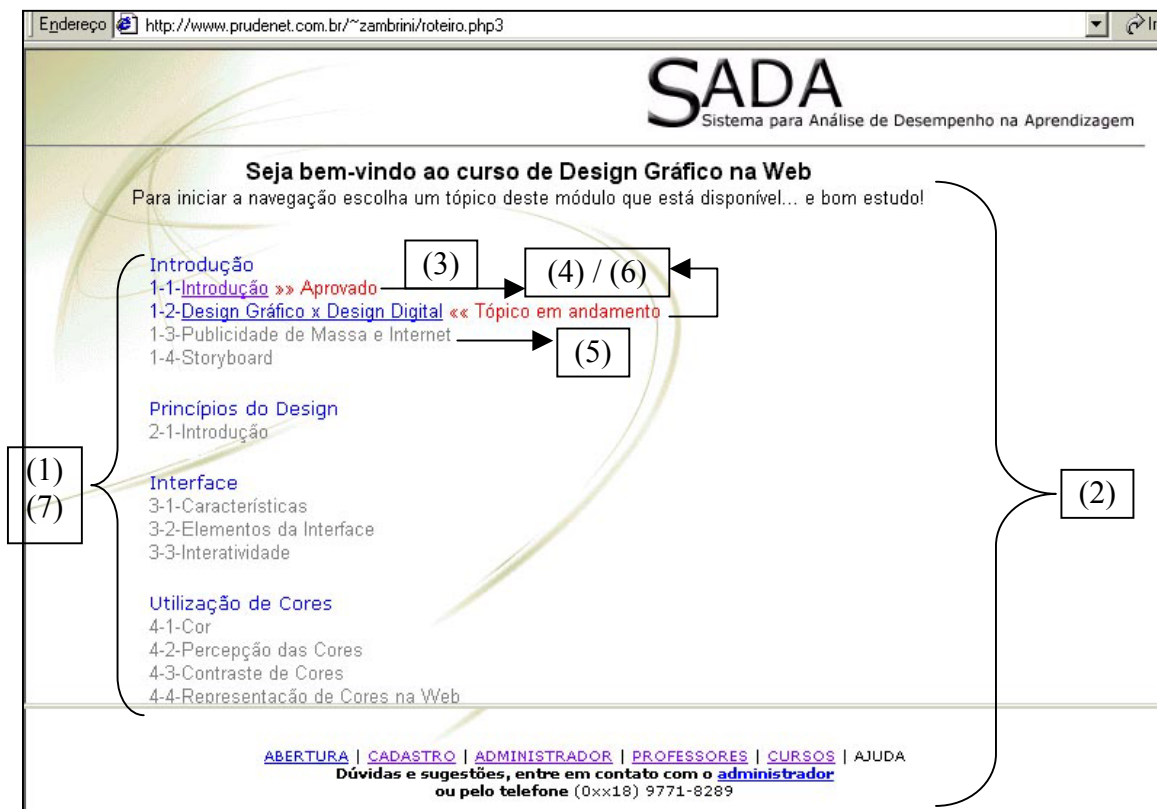 Endereço http://www.prudenet.com.br/~zambrini/roteiro.php3
SADA
Sistema para Análise de Desempenho na Aprendizagem
Seja bem-vindo ao curso de Design Gráfico na Web
Para iniciar a navegação escolha um tópico deste módulo que está disponível... e bom estudo!
Introdução
1-1-Introdução »» Aprovado
(3)
(4) / (6)
1-2-Design Gráfico x Design Digital «« Tópico em andamento
1-3-Publicidade de Massa e Internet
(5)
1-4-Storyboard
Princípios do Design
2-1-Introdução
(1)
(7)
(2)
Interface
3-1-Características
3-2-Elementos da Interface
3-3-Interatividade
Utilização de Cores
4-1-Cor
4-2-Percepção das Cores
4-3-Contraste de Cores
4-4-Representação de Cores na Web
ABERTURA | CADASTRO | ADMINISTRADOR | PROFESSORES | CURSOS | AJUDA
Dúvidas e sugestões, entre em contato com o administrador
ou pelo telefone (0xx18) 9771-8289